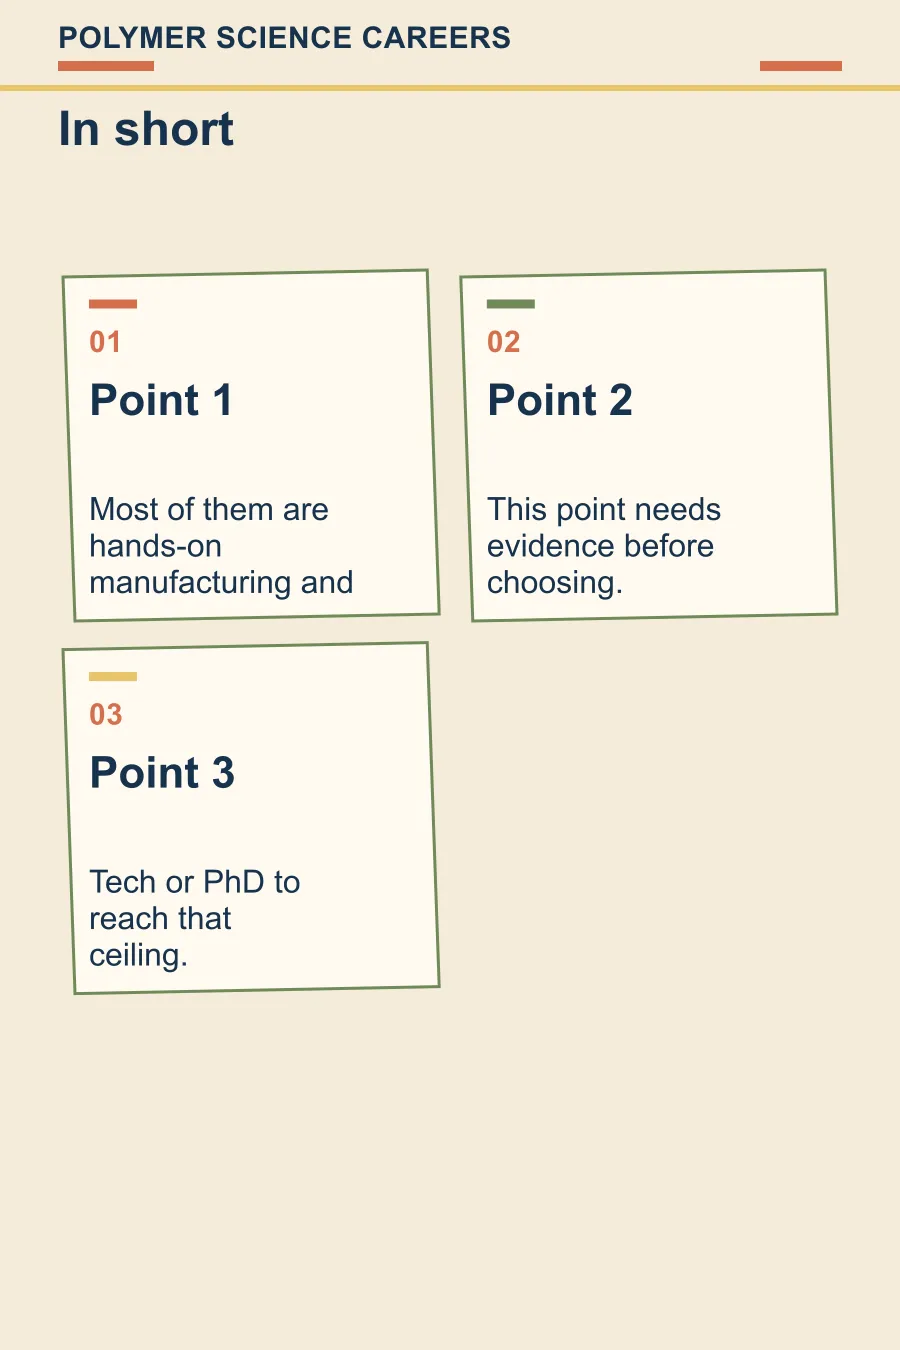 POLYMER SCIENCE CAREERS
In short
01
Point 1
Most of them are
hands-on
manufacturing and
02
Point 2
This point needs
evidence before
choosing.
03
Point 3
Tech or PhD to
reach that
ceiling.